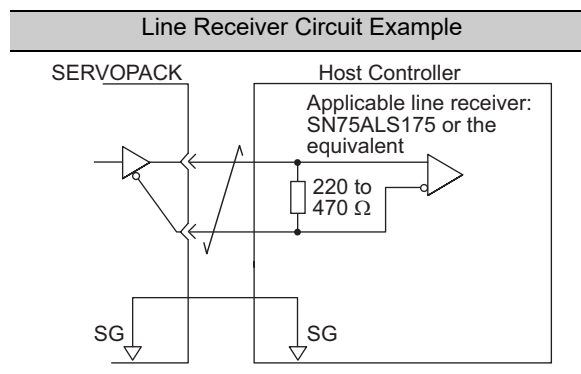 Line Receiver Circuit Example
SERVOPACK
Host Controller
Applicable line receiver:
SN75ALS175 or the
equivalent
220 to
470 Ω
SG
SG